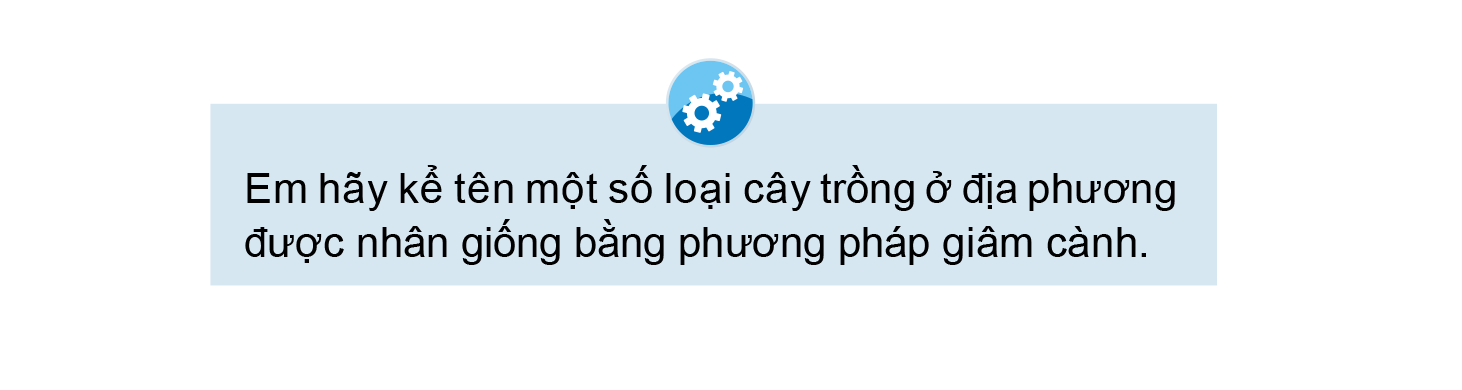 Em hãy kể tên một số loại cây trồng ở địa phương
được nhân giống bằng phương pháp giâm cành.